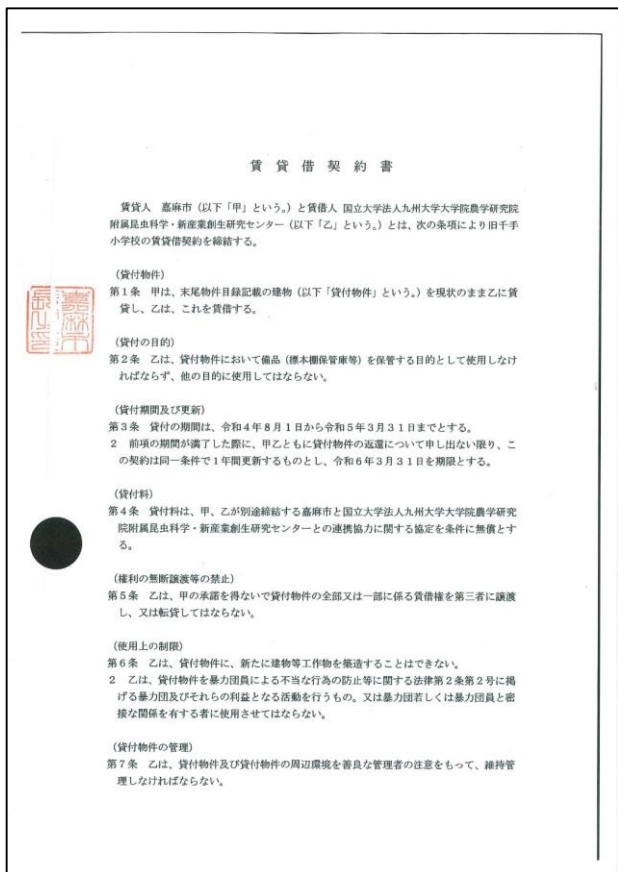 賃貸借契約書
賃貸人　嘉麻市（以下「甲」という。）と賃借人 国立大学法人九州大学大学院農学研究院
附属昆虫科学・新産業創生研究センター（以下「乙」という。）とは、次の条項により旧千手
小学校の賃貸借契約を締結する。
（貸付物件）
第１条　甲は、末尾物件目録記載の建物（以下「貸付物件」という。）を現状のまま乙に賃
貸し、乙は、これを賃借する。
（貸付の目的）
第２条　乙は、貸付物件において備品（標本棚保管庫等）を保管する目的として使用しなけ
ればならず、他の目的に使用してはならない。
（貸付期間及び更新）
第３条　貸付の期間は、令和４年８月１日から令和５年３月３１日までとする。
２　前項の期間が満了した際に、甲乙ともに貸付物件の返還について申し出ない限り、こ
の契約は同一条件で１年間更新するものとし、令和６年３月３１日を期限とする。
（貸付料）
第４条　貸付料は、甲、乙が別途締結する嘉麻市と国立大学法人九州大学大学院農学研究
院附属昆虫科学・新産業創生研究センターとの連携協力に関する協定を条件に無償とす
る。
（権利の無断譲渡等の禁止）
第５条　乙は、甲の承諾を得ないで貸付物件の全部又は一部に係る賃借権を第三者に譲渡
し、又は転貸してはならない。
（使用上の制限）
第６条　乙は、貸付物件に、新たに建物等工作物を築造することはできない。
２　乙は、貸付物件を暴力団員による不当な行為の防止等に関する法律第２条第２号に掲
げる暴力団及びそれらの利益となる活動を行うもの。又は暴力団若しくは暴力団員と密
接な関係を有する者に使用させてはならない。
（貸付物件の管理）
第７条　乙は、貸付物件及び貸付物件の周辺環境を善良な管理者の注意をもって、維持管
理しなければならない。
嘉麻市
長之印